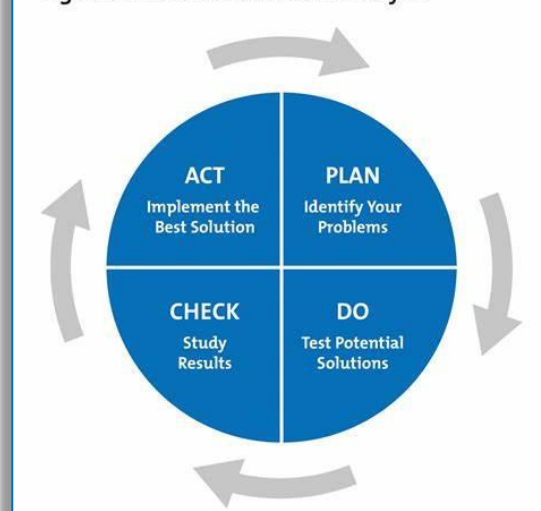 ACT
Implement the
Best Solution
PLAN
Identify Your
Problems
CHECK
Study
Results
DO
Test Potential
Solutions